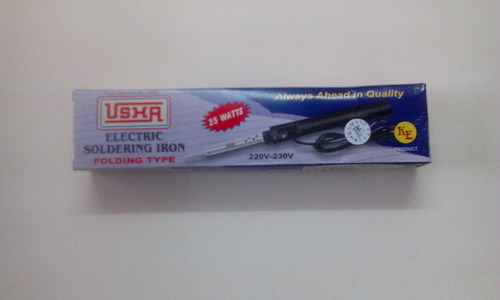 USHA
ELECTRIC
SOLDERING IRON
FOLDING TYPE
25 WATTS
Always Ahead in Quality
220V-230V
KE
PRODUCT